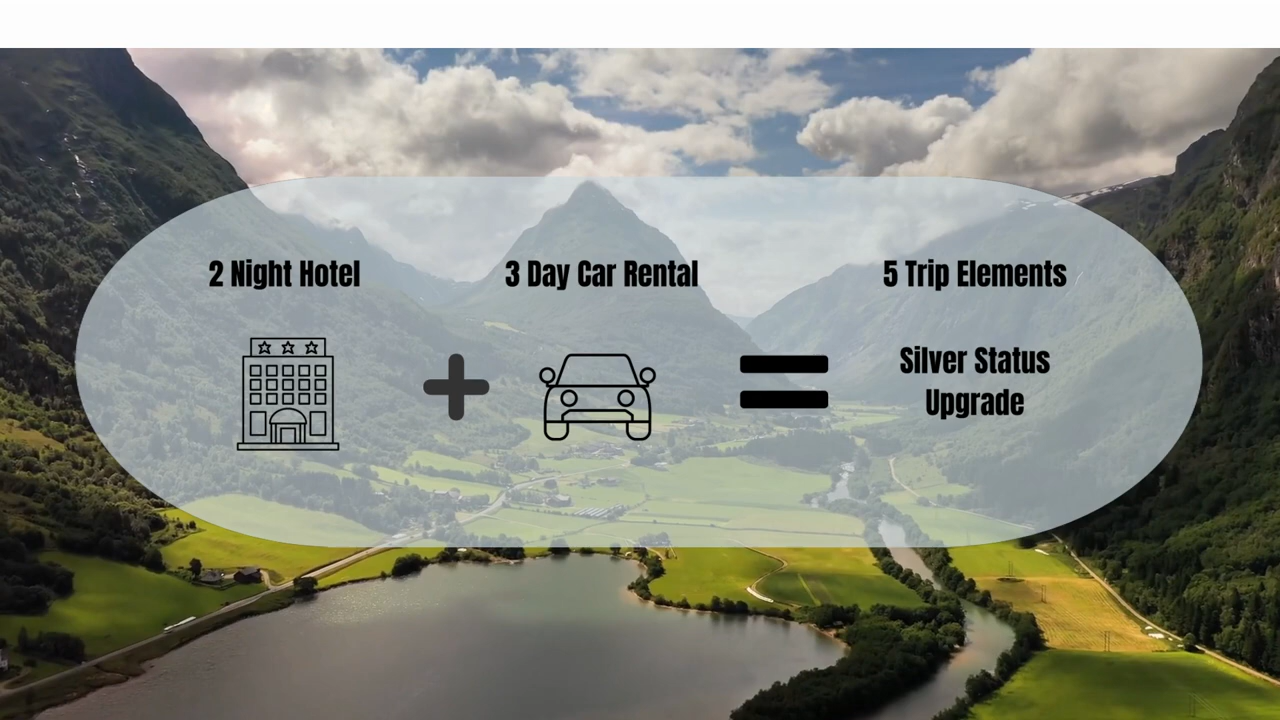 2 Night Hotel
3 Day Car Rental
5 Trip Elements
Silver Status
Upgrade